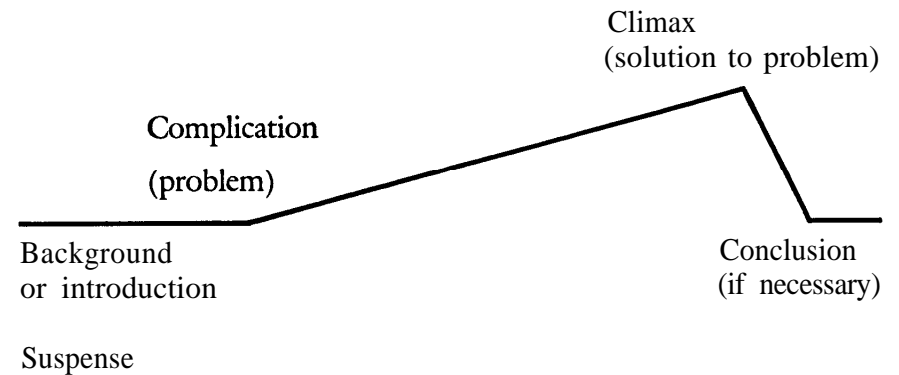 Climax
(solution to problem)
Complication
(problem)
Background
or introduction
Conclusion
(if necessary)
Suspense